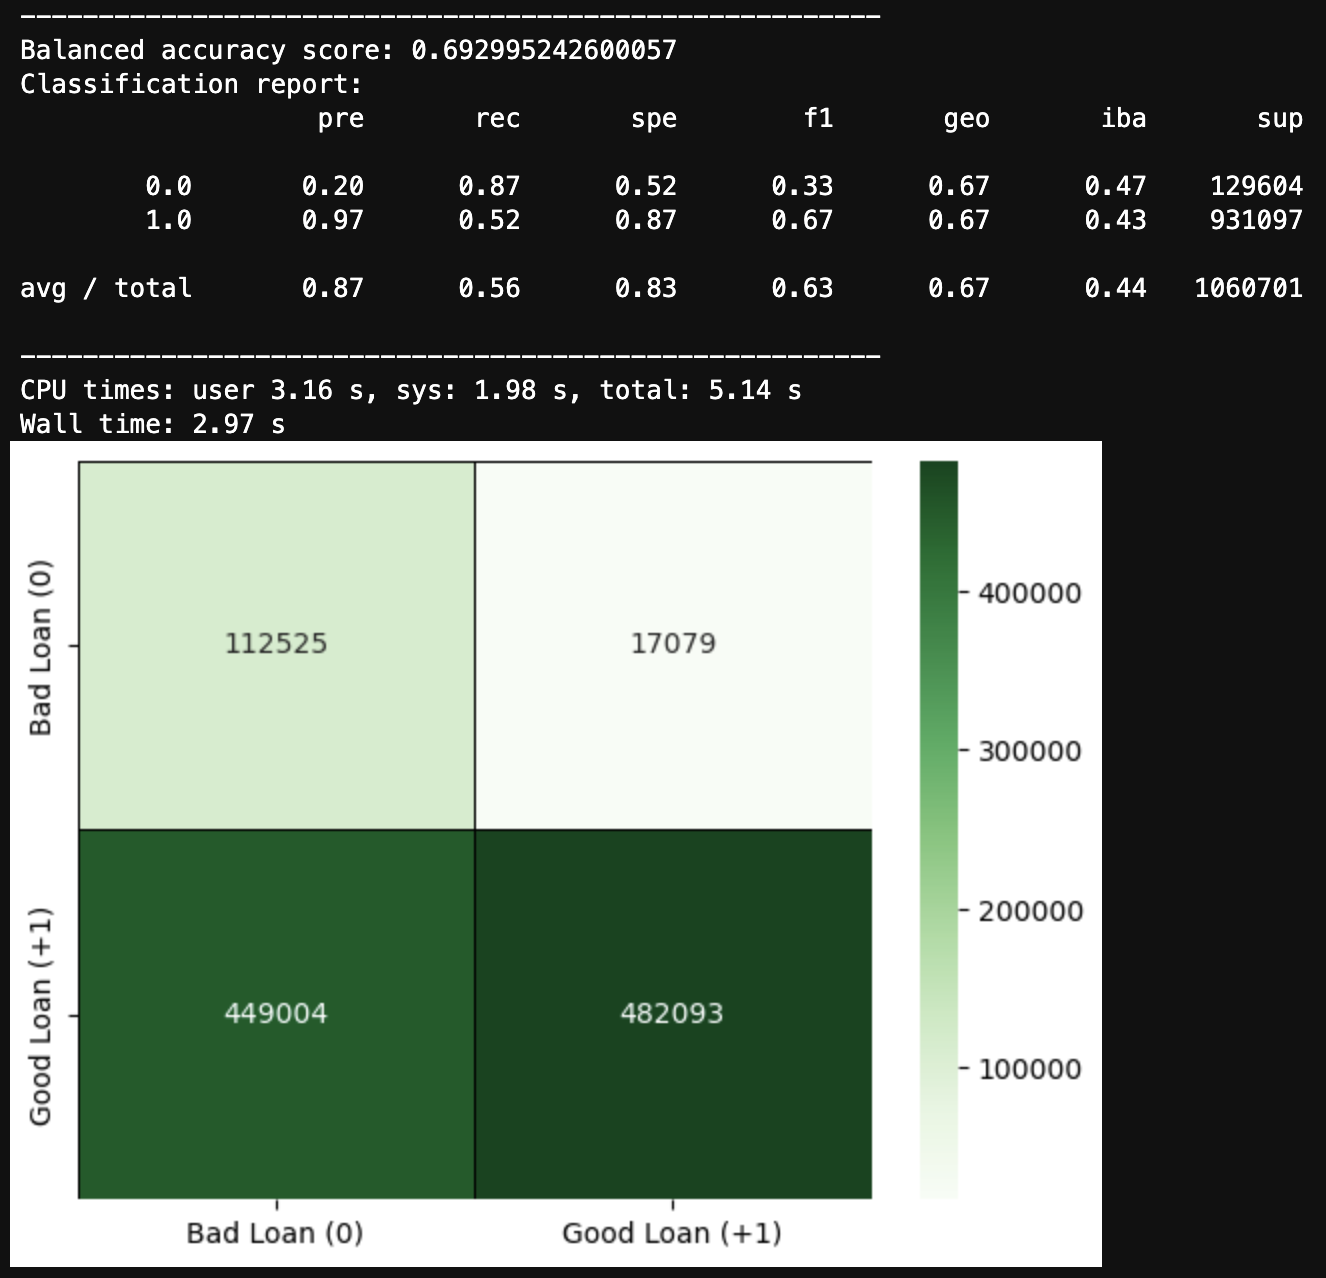 -------------------------------------------------------
Balanced accuracy score: 0.692995242600057
Classification report:
pre rec spe f1 geo iba sup
0.0 0.20 0.87 0.52 0.33 0.67 0.47 129604
1.0 0.97 0.52 0.87 0.67 0.67 0.43 931097
avg / total 0.87 0.56 0.83 0.63 0.67 0.44 1060701
-------------------------------------------------------
CPU times: user 3.16 s, sys: 1.98 s, total: 5.14 s
Wall time: 2.97 s
Bad Loan (0)
112525 17079
Good Loan (+1)
449004 482093
Bad Loan (0) Good Loan (+1)
400000
300000
200000
100000